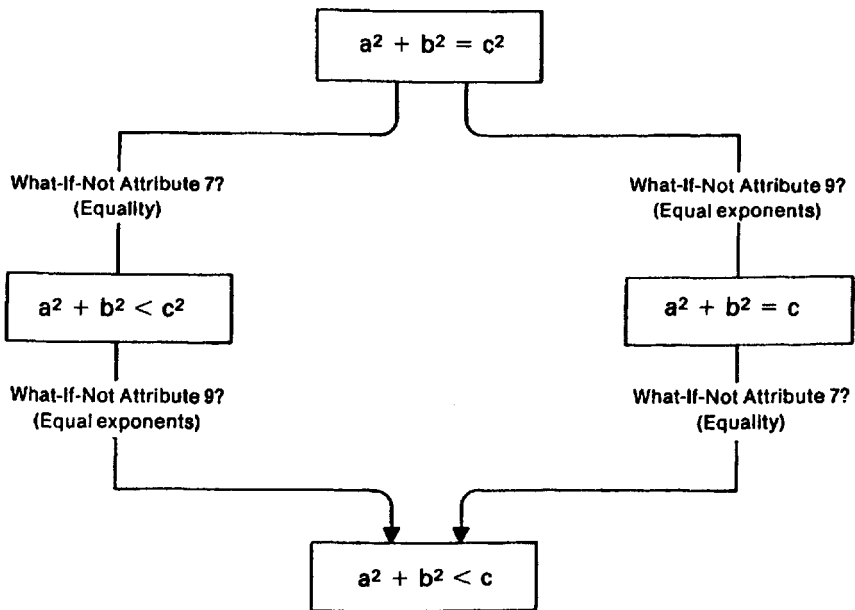 a² + b² = c²
What-If-Not Attribute 7?
(Equality)
What-If-Not Attribute 9?
(Equal exponents)
a² + b² < c²
a² + b² = c
What-If-Not Attribute 9?
(Equal exponents)
What-If-Not Attribute 7?
(Equality)
a² + b² < c